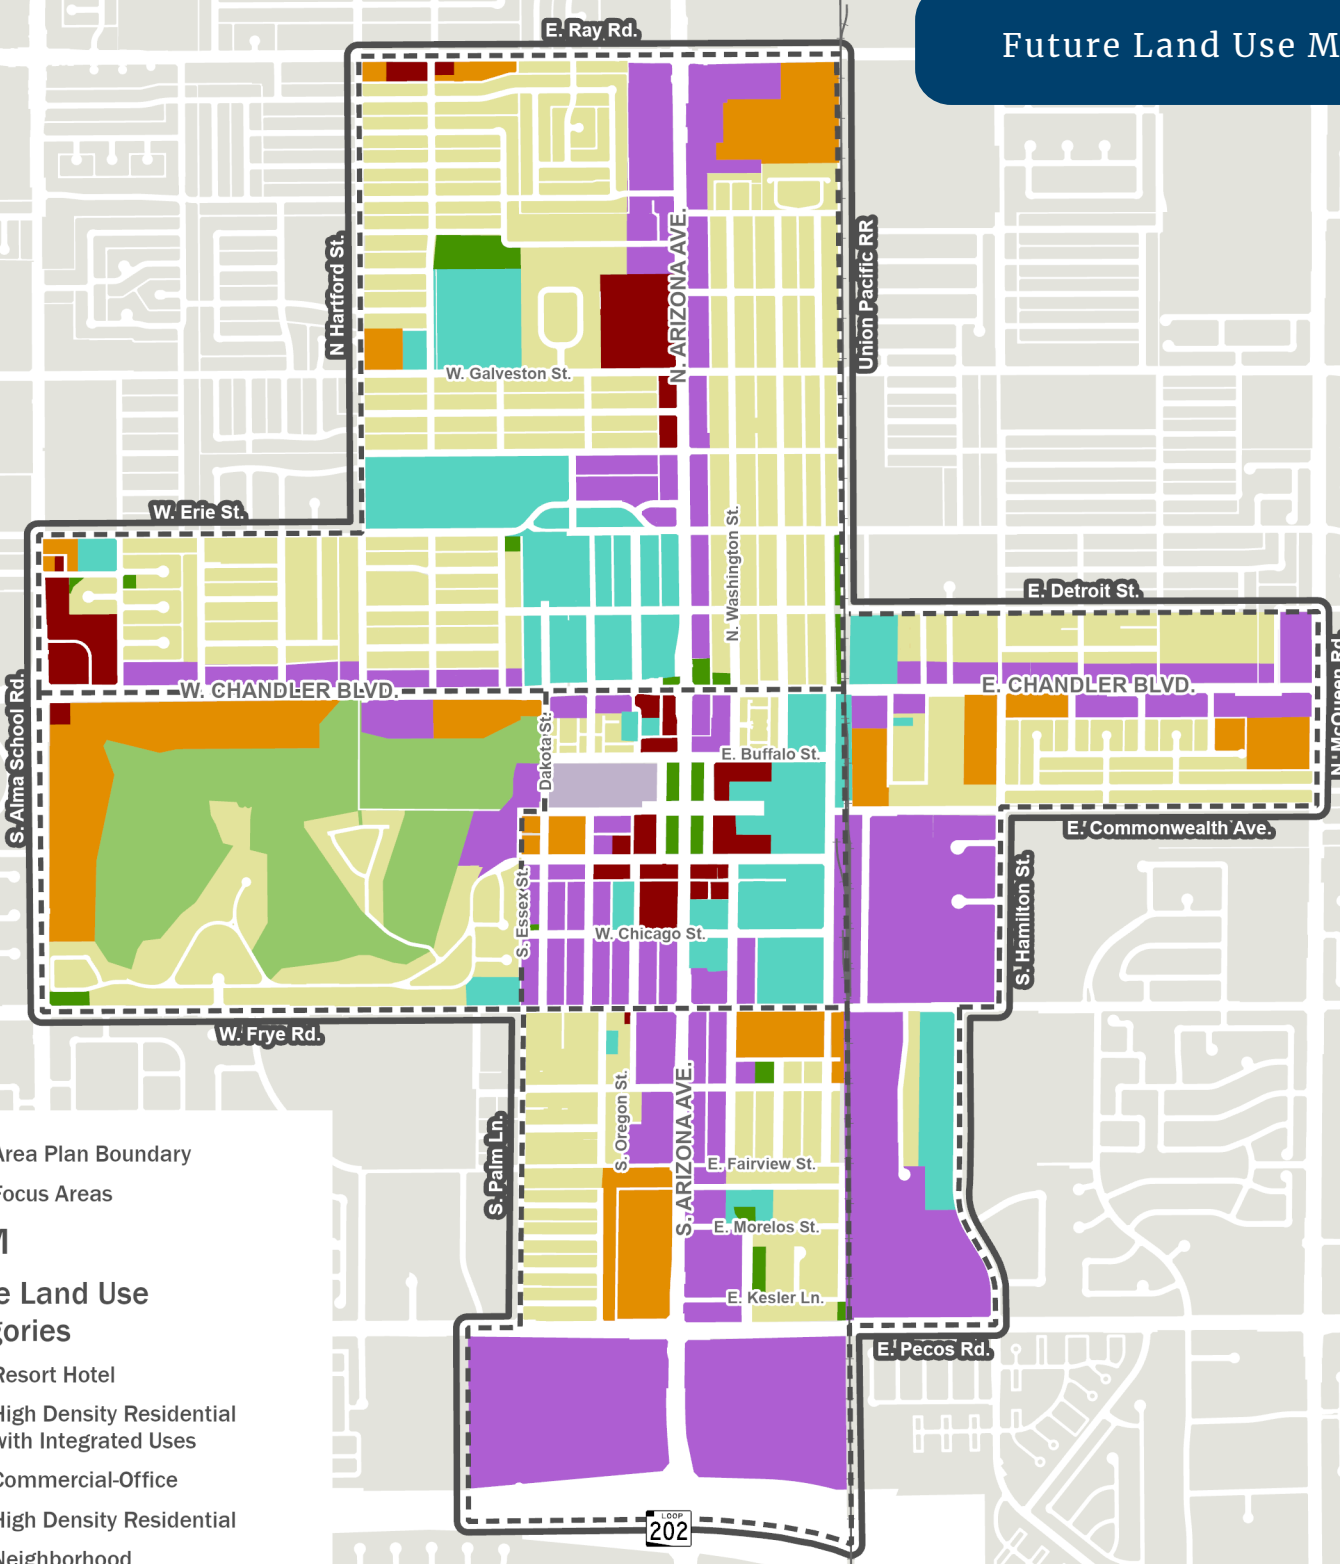 Future Land Use M
E. Ray Rd.
N Hartford St.
N. ARIZONA AVE.
Union Pacific RR
W. Galveston St.
W. Erie St.
N. Washington St.
E. Detroit St.
W. CHANDLER BLVD.
E. CHANDLER BLVD.
S. Alma School Rd.
N. McQueen Rd.
Dakota St.
E. Buffalo St.
E. Commonwealth Ave.
S. Essex St.
W. Chicago St.
S. Hamilton St.
W. Frye Rd.
S. Oregon St.
S. ARIZONA AVE.
S. Palm Ln.
E. Fairview St.
E. Morelos St.
E. Kesler Ln.
E. Pecos Rd.
LOOP
202
Area Plan Boundary
Focus Areas
e Land Use
gories
Resort Hotel
High Density Residential
with Integrated Uses
Commercial-Office
High Density Residential
Neighborhood